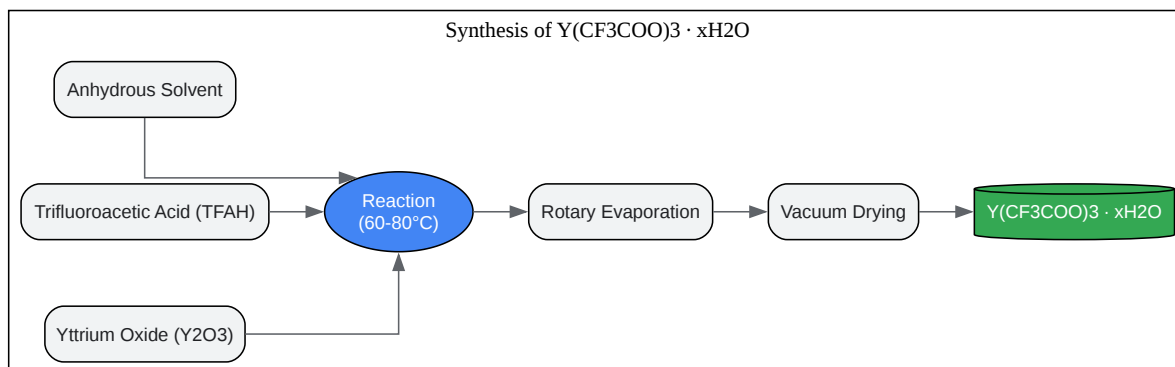 Synthesis of Y(CF3COO)3 · xH2O
Anhydrous Solvent
Trifluoroacetic Acid (TFAH)
Reaction
(60-80°C)
Rotary Evaporation
Vacuum Drying
Y(CF3COO)3 · xH2O
Yttrium Oxide (Y2O3)